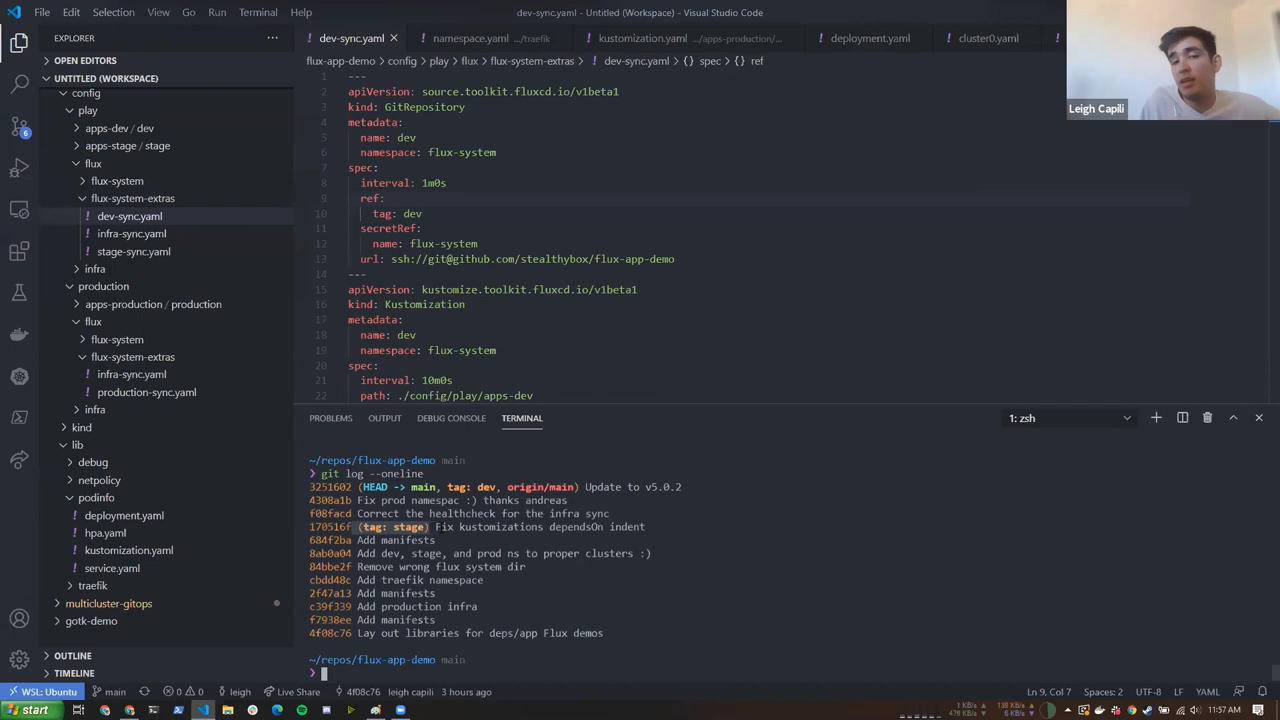 File Edit Selection View Go Run Terminal Help
dev-sync.yaml - Untitled (Workspace) - Visual Studio Code
EXPLORER
OPEN EDITORS
UNTITLED (WORKSPACE)
config
play
apps-dev / dev
apps-stage / stage
flux
flux-system
flux-system-extras
dev-sync.yaml
infra-sync.yaml
stage-sync.yaml
infra
production
apps-production / production
flux
flux-system
flux-system-extras
infra-sync.yaml
production-sync.yaml
infra
kind
lib
debug
netpolicy
podinfo
deployment.yaml
hpa.yaml
kustomization.yaml
service.yaml
traefik
multicluster-gitops
gotk-demo
OUTLINE
TIMELINE
6
dev-sync.yaml namespace.yaml .../traefik kustomization.yaml .../apps-production/... deployment.yaml cluster0.yaml
flux-app-demo > config > play > flux > flux-system-extras > dev-sync.yaml > {} spec > {} ref
1 ---
2 apiVersion: source.toolkit.fluxcd.io/v1beta1
3 kind: GitRepository
4 metadata:
5 name: dev
6 namespace: flux-system
7 spec:
8 interval: 1m0s
9 ref:
10 tag: dev
11 secretRef:
12 name: flux-system
13 url: ssh://git@github.com/stealthybox/flux-app-demo
14 ---
15 apiVersion: kustomize.toolkit.fluxcd.io/v1beta1
16 kind: Kustomization
17 metadata:
18 name: dev
19 namespace: flux-system
20 spec:
21 interval: 10m0s
22 path: ./config/play/apps-dev
Leigh Capili
PROBLEMS OUTPUT DEBUG CONSOLE TERMINAL
1: zsh
~/repos/flux-app-demo main
❯ git log --oneline
3251602 (HEAD -> main, tag: dev, origin/main) Update to v5.0.2
4308a1b Fix prod namespac :) thanks andreas
f08facd Correct the healthcheck for the infra sync
170516f (tag: stage) Fix kustomizations dependsOn indent
684f2ba Add manifests
8ab0a04 Add dev, stage, and prod ns to proper clusters :)
84bbe2f Remove wrong flux system dir
cbdd48c Add traefik namespace
2f47a13 Add manifests
c39f339 Add production infra
f7938ee Add manifests
4f08c76 Lay out libraries for deps/app Flux demos
~/repos/flux-app-demo main
❯
WSL: Ubuntu main 0 0 leigh Live Share 4f08c76 leigh capili 3 hours ago Ln 9, Col 7 Spaces: 2 UTF-8 LF YAML
start
11:57 AM